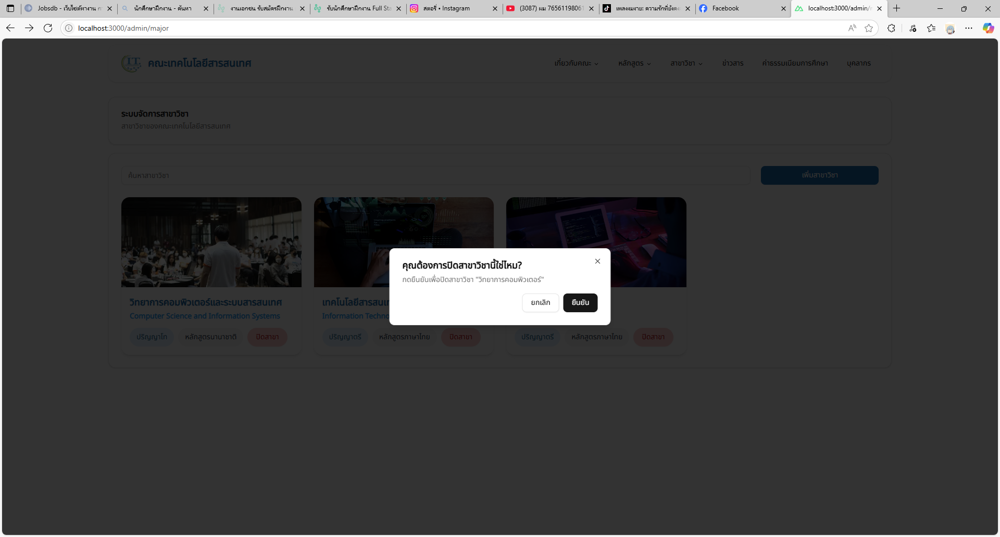 Jobsdb - เว็บไซต์หางาน ก
นักศึกษาฝึกงาน - ค้นหา
งานเอกชน รับสมัครฝึกงาน
รับนักศึกษาฝึกงาน Full Sta
สตอรี่ • Instagram
(3087) ผม 76561198061
เพลงงมงาย: ความรักที่ยังคง
Facebook
localhost:3000/admin/
localhost:3000/admin/major
I.T.
คณะเทคโนโลยีสารสนเทศ
เกี่ยวกับคณะ
หลักสูตร
สาขาวิชา
ข่าวสาร
ค่าธรรมเนียมการศึกษา
บุคลากร
ระบบจัดการสาขาวิชา
สาขาวิชาของคณะเทคโนโลยีสารสนเทศ
ค้นหาสาขาวิชา
เพิ่มสาขาวิชา
คุณต้องการปิดสาขาวิชานี้ใช่ไหม?
กดยืนยันเพื่อปิดสาขาวิชา "วิทยาการคอมพิวเตอร์"
ยกเลิก
ยืนยัน
วิทยาการคอมพิวเตอร์และระบบสารสนเทศ
Computer Science and Information Systems
ปริญญาโท
หลักสูตรนานาชาติ
ปิดสาขา
เทคโนโลยีสารสนเท
Information Techno
ปริญญาตรี
หลักสูตรภาษาไทย
ปิดสาขา
ปริญญาตรี
หลักสูตรภาษาไทย
ปิดสาขา